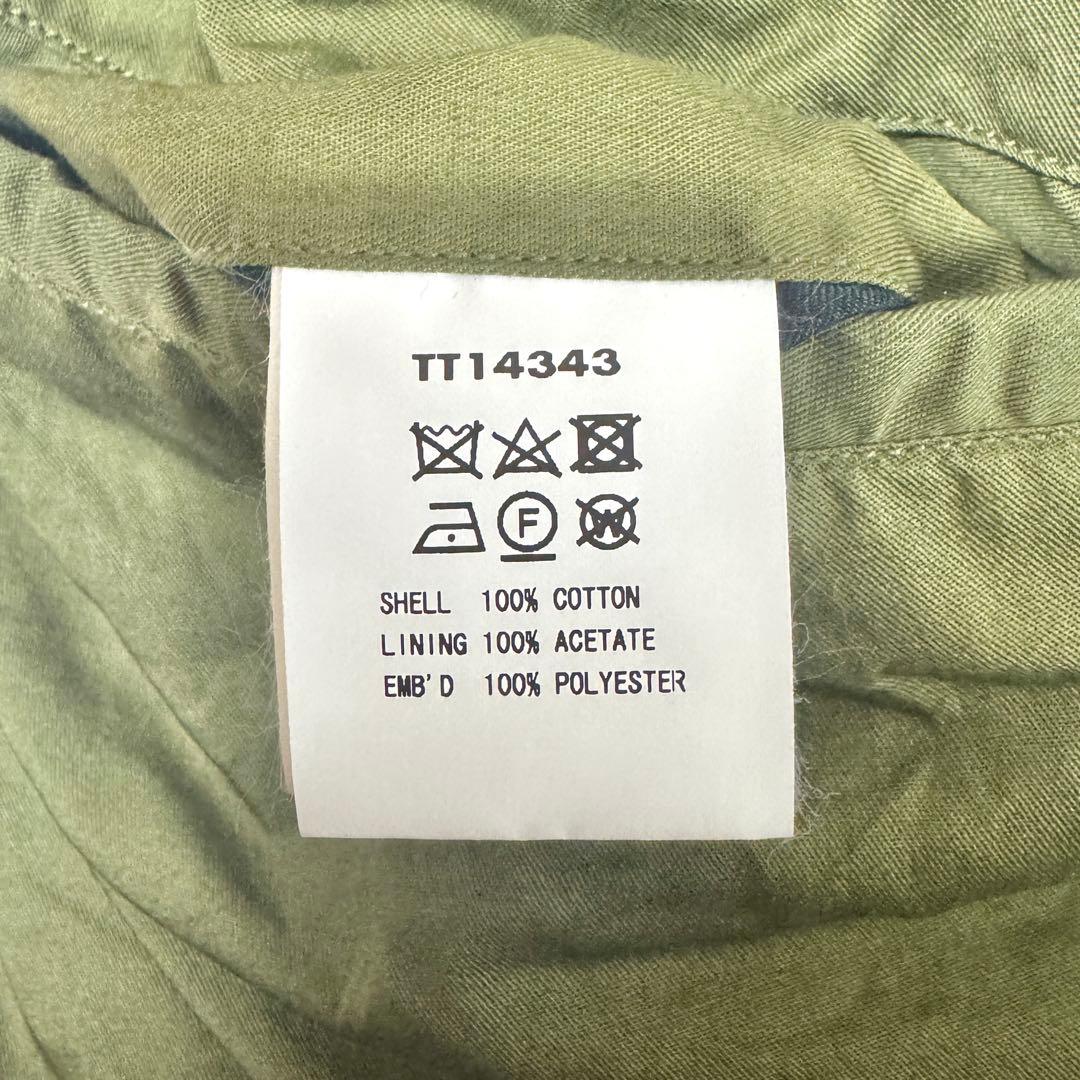 TT14343
F W
SHELL 100% COTTON
LINING 100% ACETATE
EMB'D 100% POLYESTER